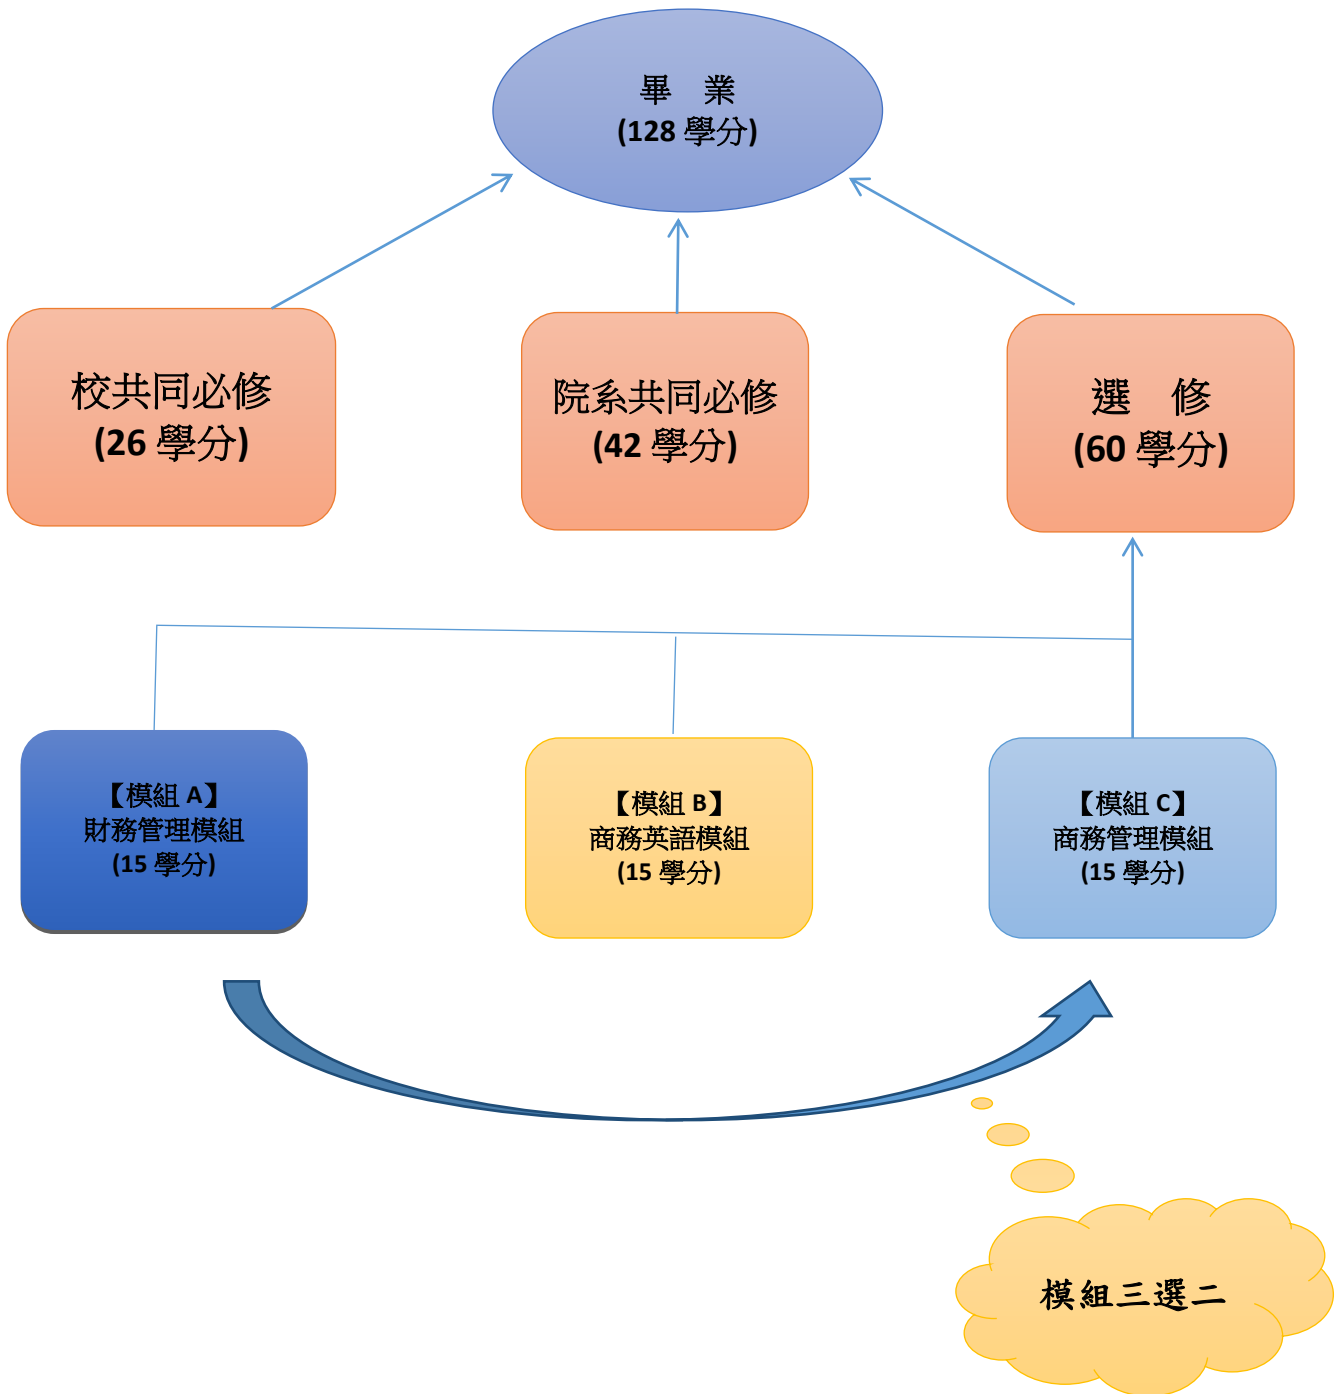 畢　業
(128 學分)
校共同必修
(26 學分)
院系共同必修
(42 學分)
選　修
(60 學分)
【模組 A】
財務管理模組
(15 學分)
【模組 B】
商務英語模組
(15 學分)
【模組 C】
商務管理模組
(15 學分)
模組三選二